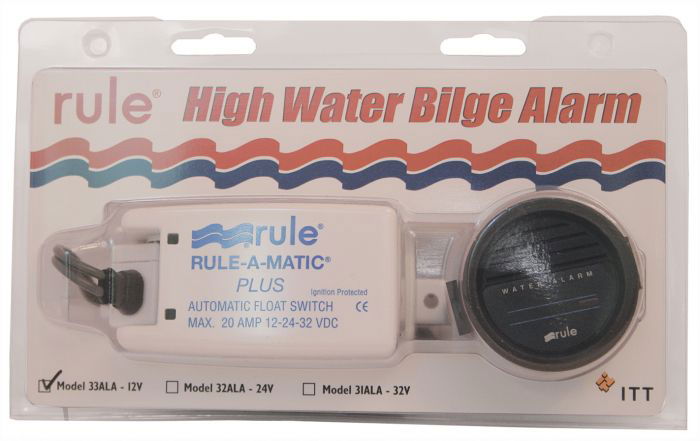 rule® High Water Bilge Alarm
rule®
RULE-A-MATIC®
PLUS
Ignition Protected
AUTOMATIC FLOAT SWITCH CE
MAX. 20 AMP 12-24-32 VDC
WATER ALARM
rule
Model 33ALA - 12V Model 32ALA - 24V Model 31ALA - 32V
ITT